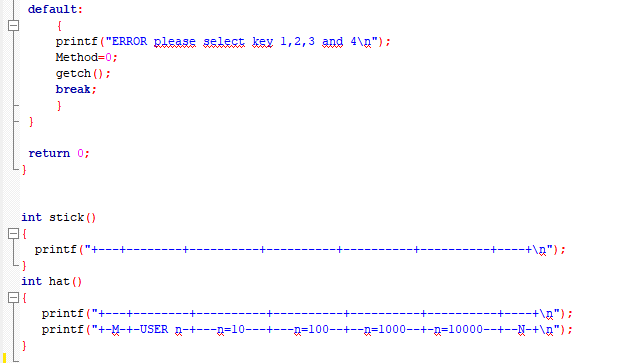 default:
{
printf("ERROR please select key 1,2,3 and 4\n");
Method=0;
getch();
break;
}
}
return 0;
}
int stick()
{
printf("+---+--------+----------+----------+----------+----------+----+\n");
}
int hat()
{
printf("+---+--------+----------+----------+----------+----------+----+\n");
printf("+-M-+-USER n-+---n=10---+---n=100--+--n=1000--+-n=10000--+--N-+\n");
}